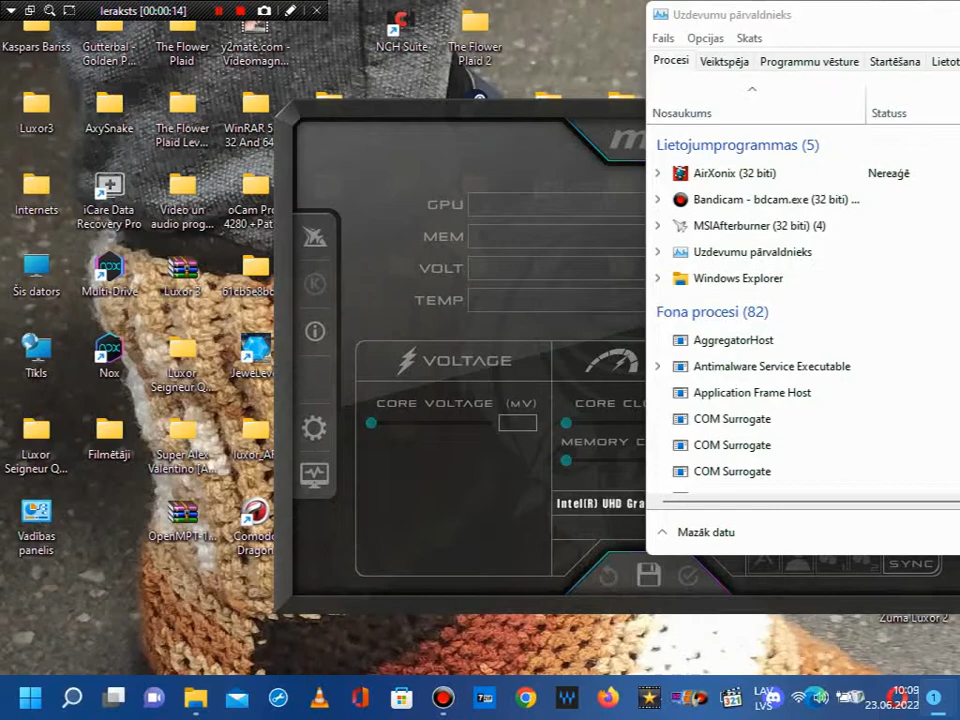 Ieraksts [00:00:14]
Kaspars Bariss
Gutterbal -
Golden P...
The Flower
Plaid
y2mate.com -
Videomagn...
NCH Suite
The Flower
Plaid 2
Luxor3
AxySnake
The Flower
Plaid Lev...
WinRAR 5
32 And 64
Internets
iCare Data
Recovery Pro
Video un
audio prog...
oCam Pro
4280 +Pat
Šis dators
Multi-Drive
Luxor 3
61cb5e8bc
Tīkls
Nox
Luxor
Seigneur.Q...
JeweLeve
Luxor
Seigneur Q...
Filmētāji
Super Alex
Valentino [A...
luxor_AR
Vadības
panelis
OpenMPT-1...
Comodo
Dragon
GPU
MEM
VOLT
TEMP
K
VOLTAGE
CORE VOLTAGE (MV)
CORE CLO
MEMORY C
Intel(R) UHD Gra
SYNC
Uzdevumu pārvaldnieks
Fails Opcijas Skats
Procesi Veiktspēja Programmu vēsture Startēšana Lietot
Nosaukums Statuss
Lietojumprogrammas (5)
AirXonix (32 biti) Nereaģē
Bandicam - bdcam.exe (32 biti) ...
MSIAfterburner (32 biti) (4)
Uzdevumu pārvaldnieks
Windows Explorer
Fona procesi (82)
AggregatorHost
Antimalware Service Executable
Application Frame Host
COM Surrogate
COM Surrogate
COM Surrogate
Mazāk datu
Zuma Luxor 2
LAV
LVS
10:09
23.06.2022
1